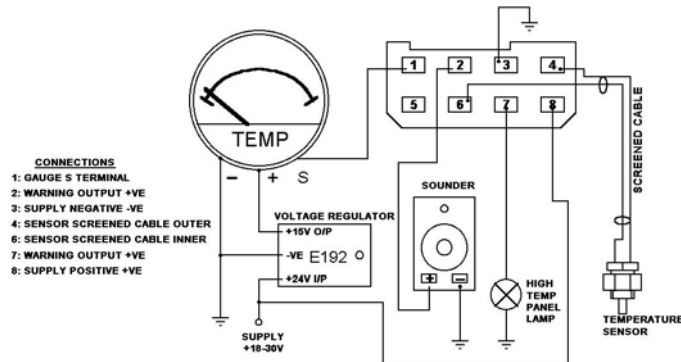 1
2
3
4
5
6
7
8
TEMP
- + S
CONNECTIONS
1: GAUGE S TERMINAL
2: WARNING OUTPUT +VE
3: SUPPLY NEGATIVE -VE
4: SENSOR SCREENED CABLE OUTER
6: SENSOR SCREENED CABLE INNER
7: WARNING OUTPUT +VE
8: SUPPLY POSITIVE +VE
VOLTAGE REGULATOR
+15V O/P
-VE E192
+24V I/P
SUPPLY
+18-30V
SOUNDER
+ -
HIGH
TEMP
PANEL
LAMP
SCREENED CABLE
TEMPERATURE
SENSOR